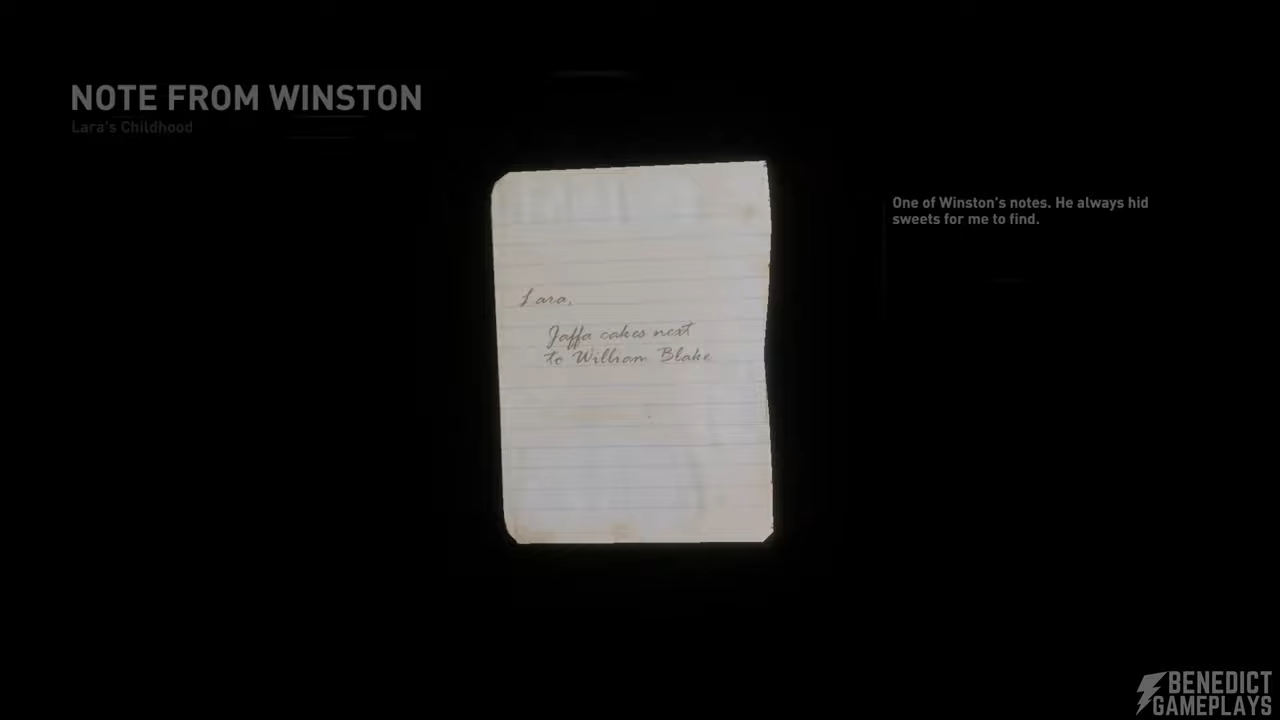 NOTE FROM WINSTON
Lara's Childhood
One of Winston's notes. He always hid
sweets for me to find.
Lara,
Jaffa cakes next
to William Blake
BENEDICT
GAMEPLAYS